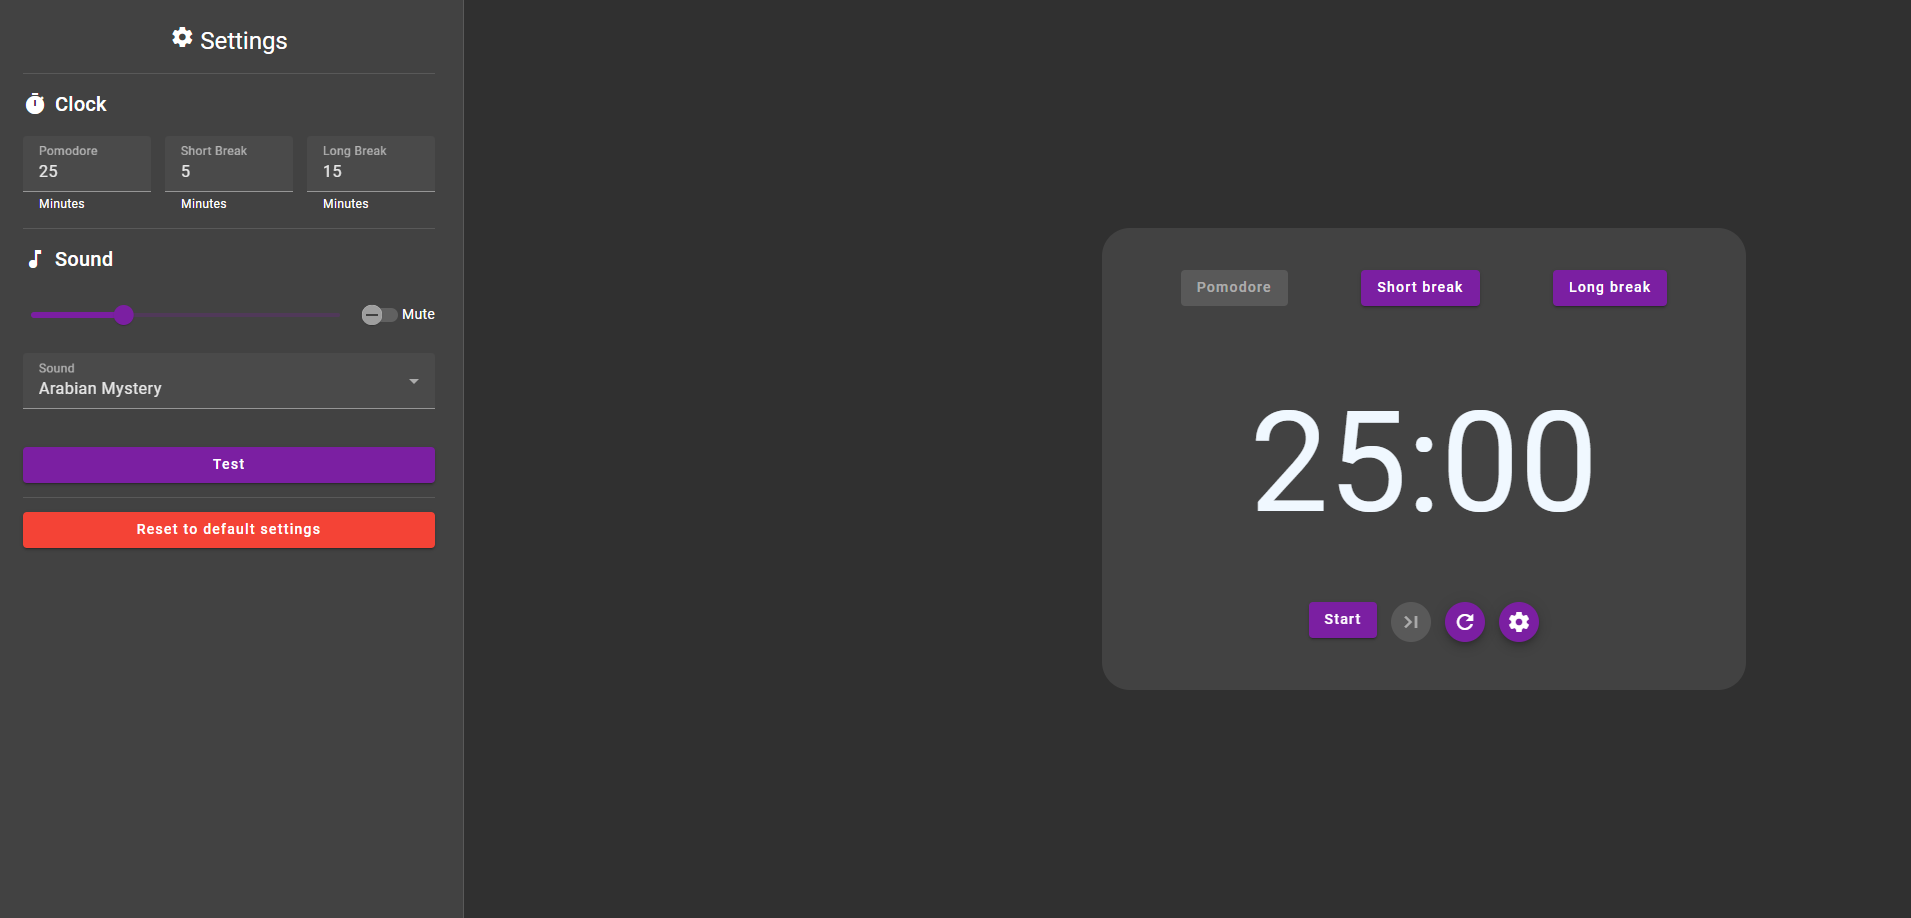 Settings
Clock
Pomodore Short Break Long Break
25 5 15
Minutes Minutes Minutes
Sound
Mute
Sound
Arabian Mystery
Test
Reset to default settings
Pomodore Short break Long break
25:00
Start